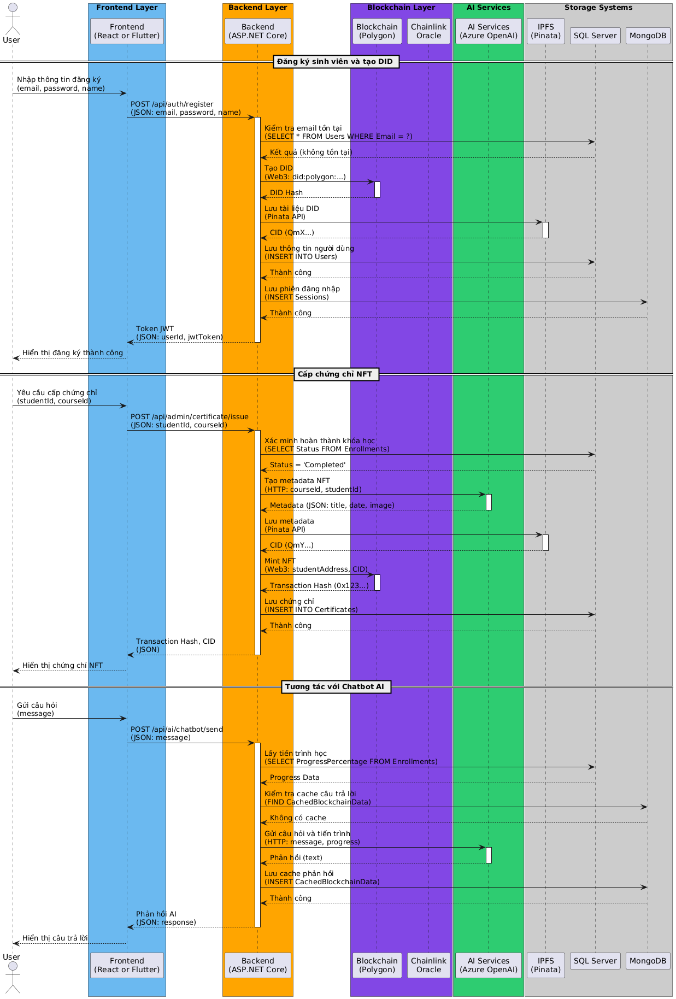 Frontend Layer
Backend Layer
Blockchain Layer
AI Services
Storage Systems
User
Frontend
(React or Flutter)
Backend
(ASP.NET Core)
Blockchain
(Polygon)
Chainlink
Oracle
AI Services
(Azure OpenAI)
IPFS
(Pinata)
SQL Server
MongoDB
Đăng ký sinh viên và tạo DID
Nhập thông tin đăng ký
(email, password, name)
POST /api/auth/register
(JSON: email, password, name)
Kiểm tra email tồn tại
(SELECT * FROM Users WHERE Email = ?)
Kết quả (không tồn tại)
Tạo DID
(Web3: did:polygon:...)
DID Hash
Lưu tài liệu DID
(Pinata API)
CID (QmX...)
Lưu thông tin người dùng
(INSERT INTO Users)
Thành công
Lưu phiên đăng nhập
(INSERT Sessions)
Thành công
Token JWT
(JSON: userId, jwtToken)
Hiển thị đăng ký thành công
Cấp chứng chỉ NFT
Yêu cầu cấp chứng chỉ
(studentId, courseId)
POST /api/admin/certificate/issue
(JSON: studentId, courseId)
Xác minh hoàn thành khóa học
(SELECT Status FROM Enrollments)
Status = 'Completed'
Tạo metadata NFT
(HTTP: courseId, studentId)
Metadata (JSON: title, date, image)
Lưu metadata
(Pinata API)
CID (QmY...)
Mint NFT
(Web3: studentAddress, CID)
Transaction Hash (0x123...)
Lưu chứng chỉ
(INSERT INTO Certificates)
Thành công
Transaction Hash, CID
(JSON)
Hiển thị chứng chỉ NFT
Tương tác với Chatbot AI
Gửi câu hỏi
(message)
POST /api/ai/chatbot/send
(JSON: message)
Lấy tiến trình học
(SELECT ProgressPercentage FROM Enrollments)
Progress Data
Kiểm tra cache câu trả lời
(FIND CachedBlockchainData)
Không có cache
Gửi câu hỏi và tiến trình
(HTTP: message, progress)
Phản hồi (text)
Lưu cache phản hồi
(INSERT CachedBlockchainData)
Thành công
Phản hồi AI
(JSON: response)
Hiển thị câu trả lời
User
Frontend
(React or Flutter)
Backend
(ASP.NET Core)
Blockchain
(Polygon)
Chainlink
Oracle
AI Services
(Azure OpenAI)
IPFS
(Pinata)
SQL Server
MongoDB